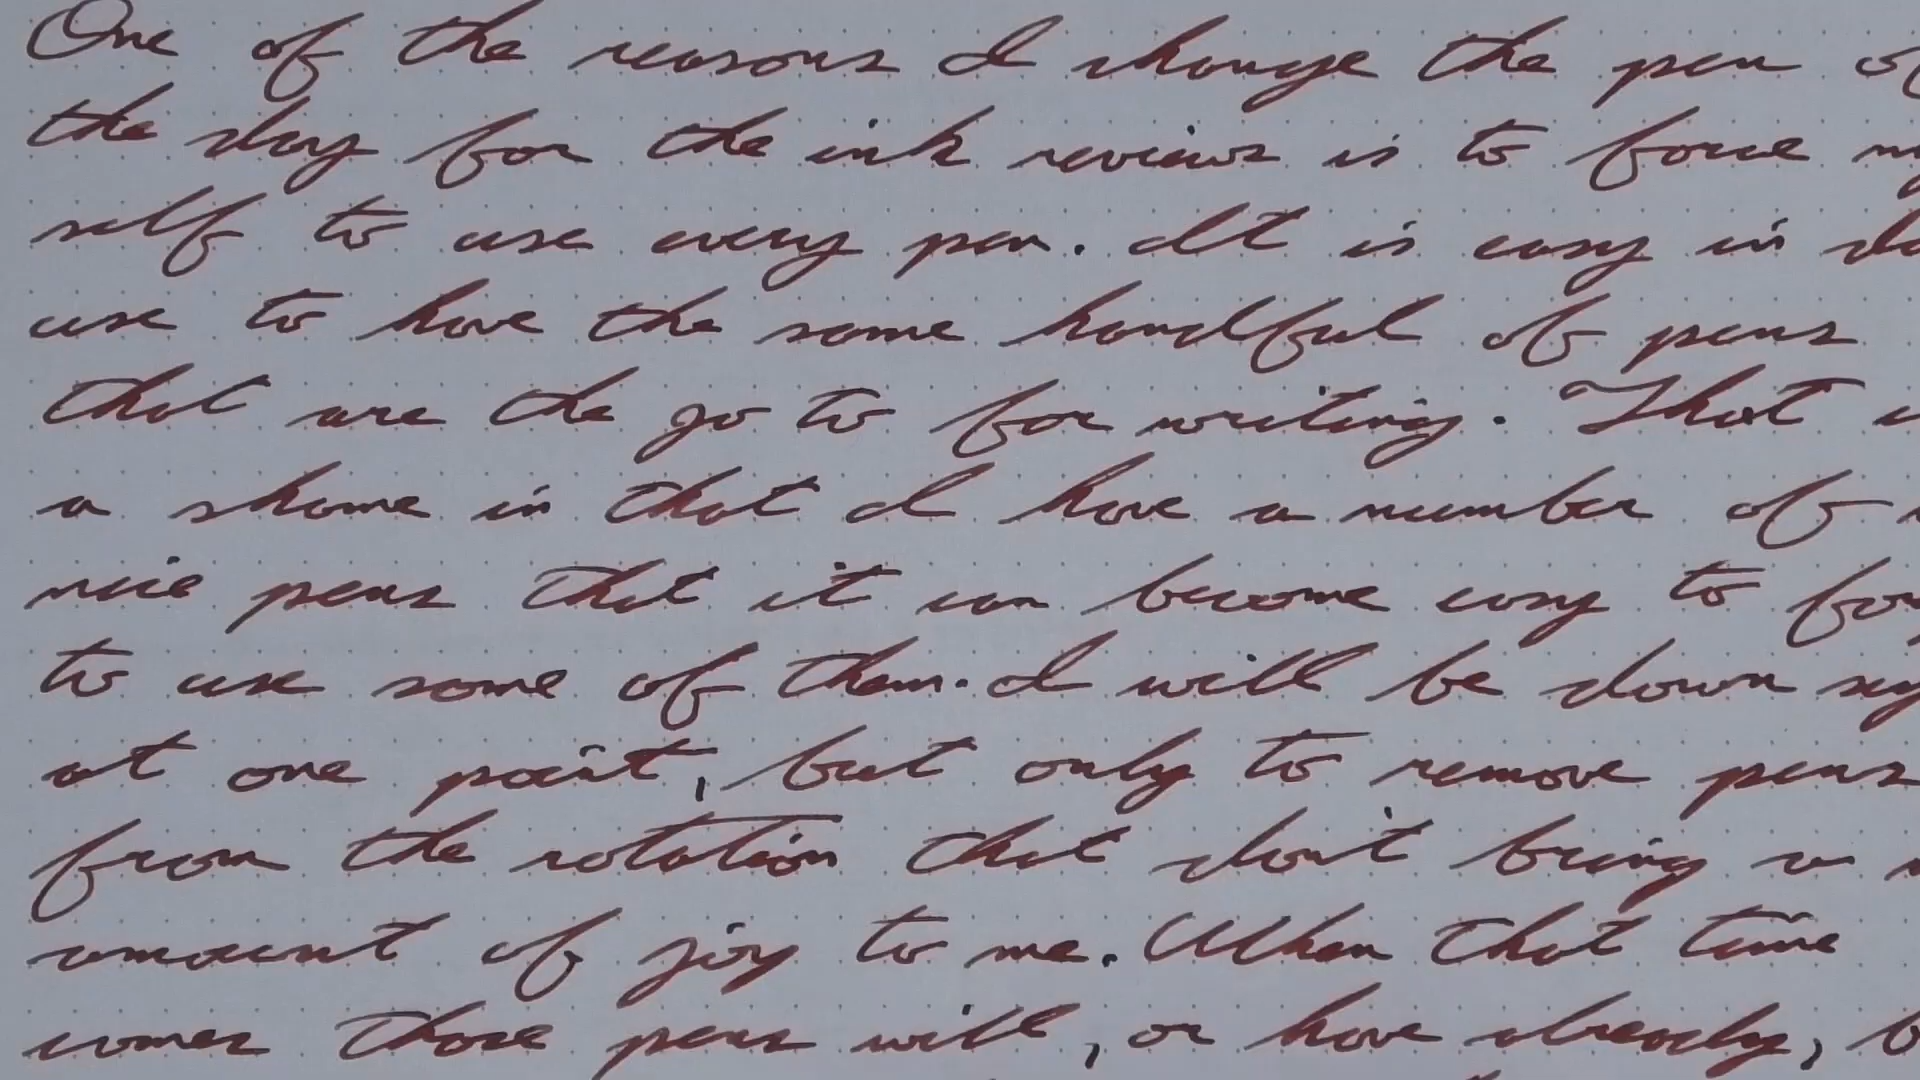 One of the reasons I change the pen of
the day for the ink reviews is to force my
self to use every pen. It is easy in
use to have the same handful of pens
that are the go to for writing. That
a shame in that I have a number of
nice pens that it can become easy to
to use some of them. I will be down
at one point, but only to remove pens
from the rotation that don't bring a
amount of joy to me. When that time
comes those pens will, or have already,